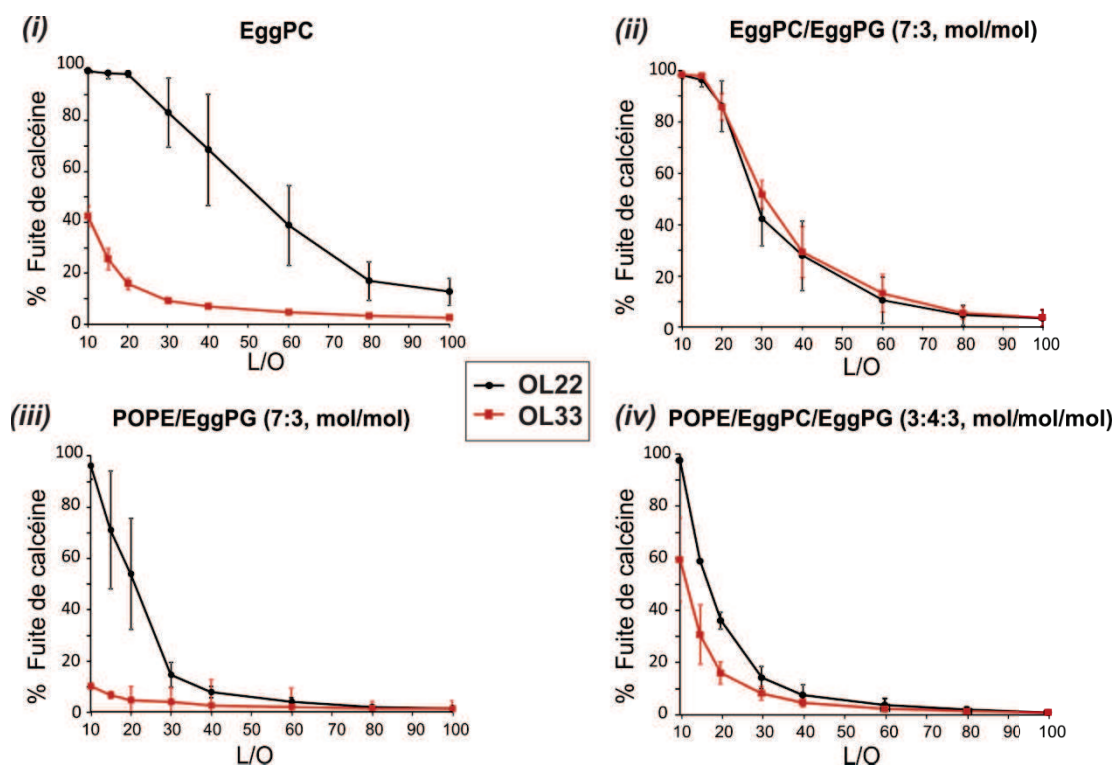 (i) EggPC
% Fuite de calcéine
100
80
60
40
20
0
10 20 30 40 50 60 70 80 90 100
L/O
(ii) EggPC/EggPG (7:3, mol/mol)
% Fuite de calcéine
100
80
60
40
20
0
10 20 30 40 50 60 70 80 90 100
L/O
OL22
OL33
(iii) POPE/EggPG (7:3, mol/mol)
% Fuite de calcéine
100
80
60
40
20
0
10 20 30 40 50 60 70 80 90 100
L/O
(iv) POPE/EggPC/EggPG (3:4:3, mol/mol/mol)
% Fuite de calcéine
100
80
60
40
20
0
10 20 30 40 50 60 70 80 90 100
L/O